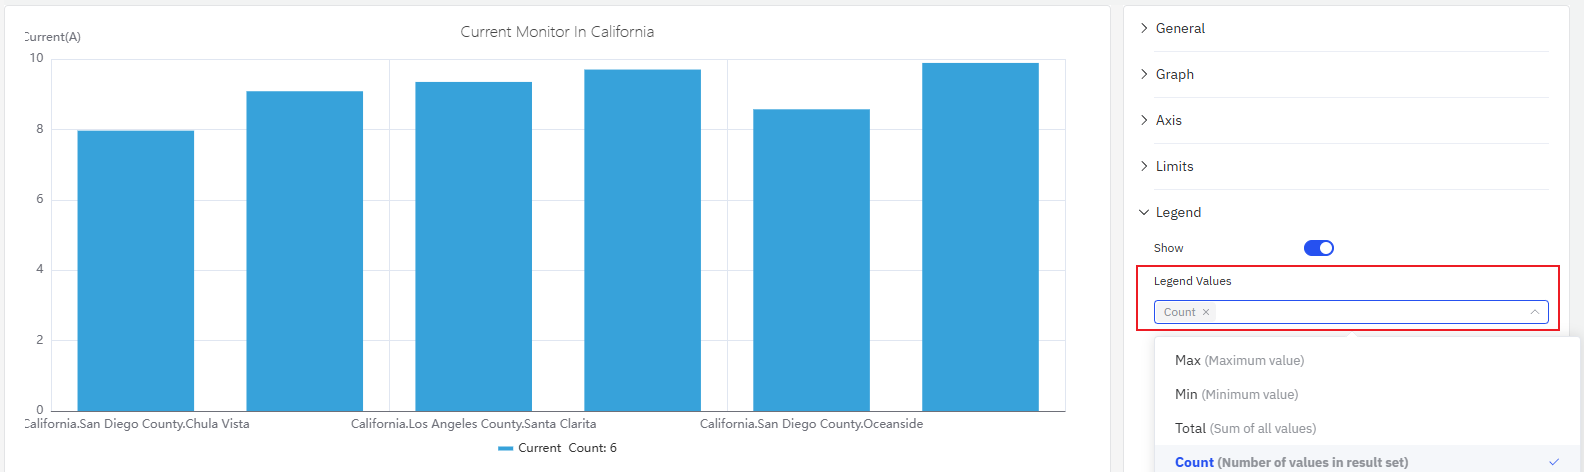 Current Monitor In California
Current(A)
10
8
6
4
2
0
California.San Diego County.Chula Vista
California.Los Angeles County.Santa Clarita
California.San Diego County.Oceanside
Current Count: 6
General
Graph
Axis
Limits
Legend
Show
Legend Values
Count ×
Max (Maximum value)
Min (Minimum value)
Total (Sum of all values)
Count (Number of values in result set)